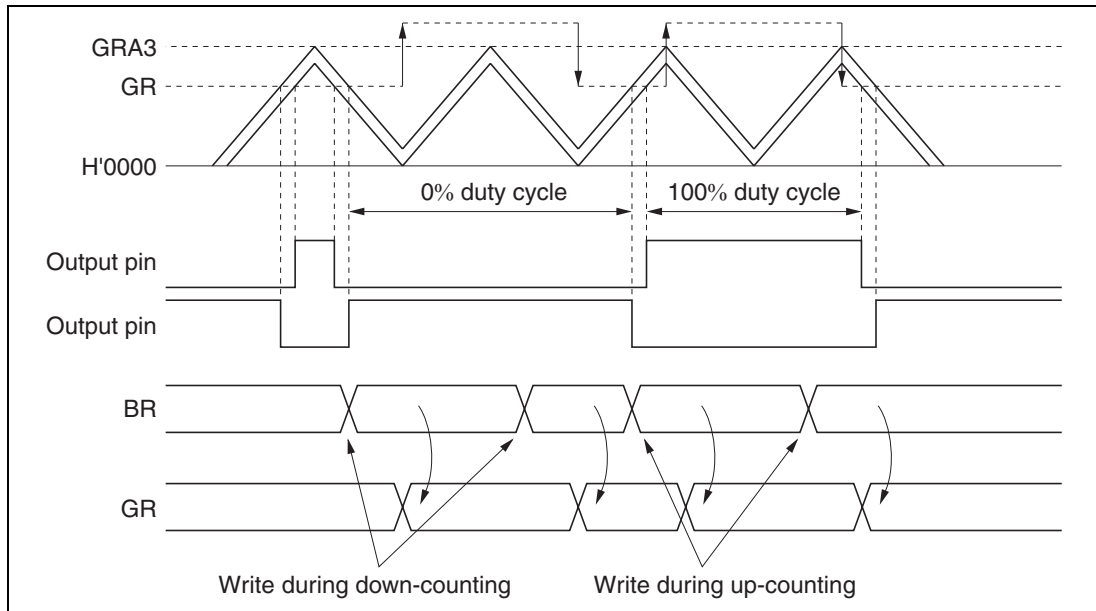 GRA3
GR
H'0000
0% duty cycle
100% duty cycle
Output pin
Output pin
BR
GR
Write during down-counting
Write during up-counting